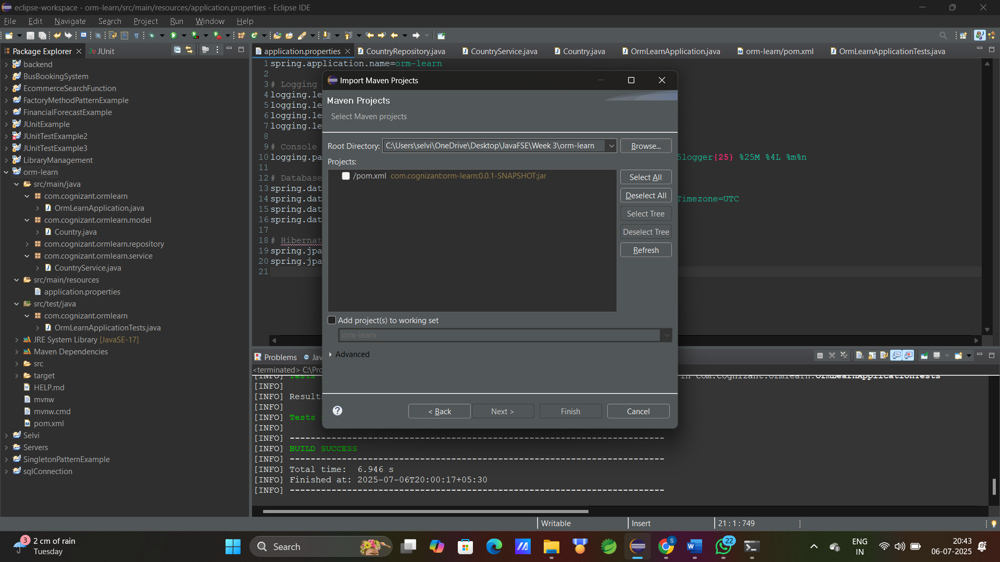 eclipse-workspace - orm-learn/src/main/resources/application.properties - Eclipse IDE
File Edit Navigate Search Project Run Window Help
Package Explorer
JUnit
backend
BusBookingSystem
EcommerceSearchFunction
FactoryMethodPatternExample
FinancialForecastExample
JUnitExample
JUnitTestExample2
JUnitTestExample3
LibraryManagement
orm-learn
src/main/java
com.cognizant.ormlearn
OrmLearnApplication.java
com.cognizant.ormlearn.model
Country.java
com.cognizant.ormlearn.repository
com.cognizant.ormlearn.service
CountryService.java
src/main/resources
application.properties
src/test/java
com.cognizant.ormlearn
OrmLearnApplicationTests.java
JRE System Library [JavaSE-17]
Maven Dependencies
src
target
HELP.md
mvnw
mvnw.cmd
pom.xml
Selvi
Servers
SingletonPatternExample
sqlConnection
application.properties CountryRepository.java CountryService.java Country.java OrmLearnApplication.java orm-learn/pom.xml OrmLearnApplicationTests.java
1 spring.application.name=orm-learn
2
3 # Logging
4 logging.le
5 logging.le
6 logging.le
7 logging.le
8
9 # Console
10 logging.pa 5logger{25} %25M %4L %m%n
11
12 # Database
13 spring.dat
14 spring.dat Timezone=UTC
15 spring.dat
16 spring.dat
17
18 # Hibernat
19 spring.jpa
20 spring.jpa
21
Import Maven Projects
Maven Projects
Select Maven projects
Root Directory: C:\Users\selvi\OneDrive\Desktop\JavaFSE\Week 3\orm-learn Browse...
Projects:
/pom.xml com.cognizant:orm-learn:0.0.1-SNAPSHOT:jar
Select All
Deselect All
Select Tree
Deselect Tree
Refresh
Add project(s) to working set
orm-learn
Advanced
< Back Next > Finish Cancel
Problems @ Jav
<terminated> C:\Pro
[INFO] Tests in com.cognizant.ormlearn.OrmLearnApplicationTests
[INFO]
[INFO] Results
[INFO]
[INFO] Tests
[INFO]
[INFO] ------------------------------------------------------------------------
[INFO] BUILD SUCCESS
[INFO] ------------------------------------------------------------------------
[INFO] Total time:  6.946 s
[INFO] Finished at: 2025-07-06T20:00:17+05:30
[INFO] ------------------------------------------------------------------------
Writable Insert 21 : 1 : 749
3 2 cm of rain
Tuesday
Search
S
22
ENG
IN
20:43
06-07-2025